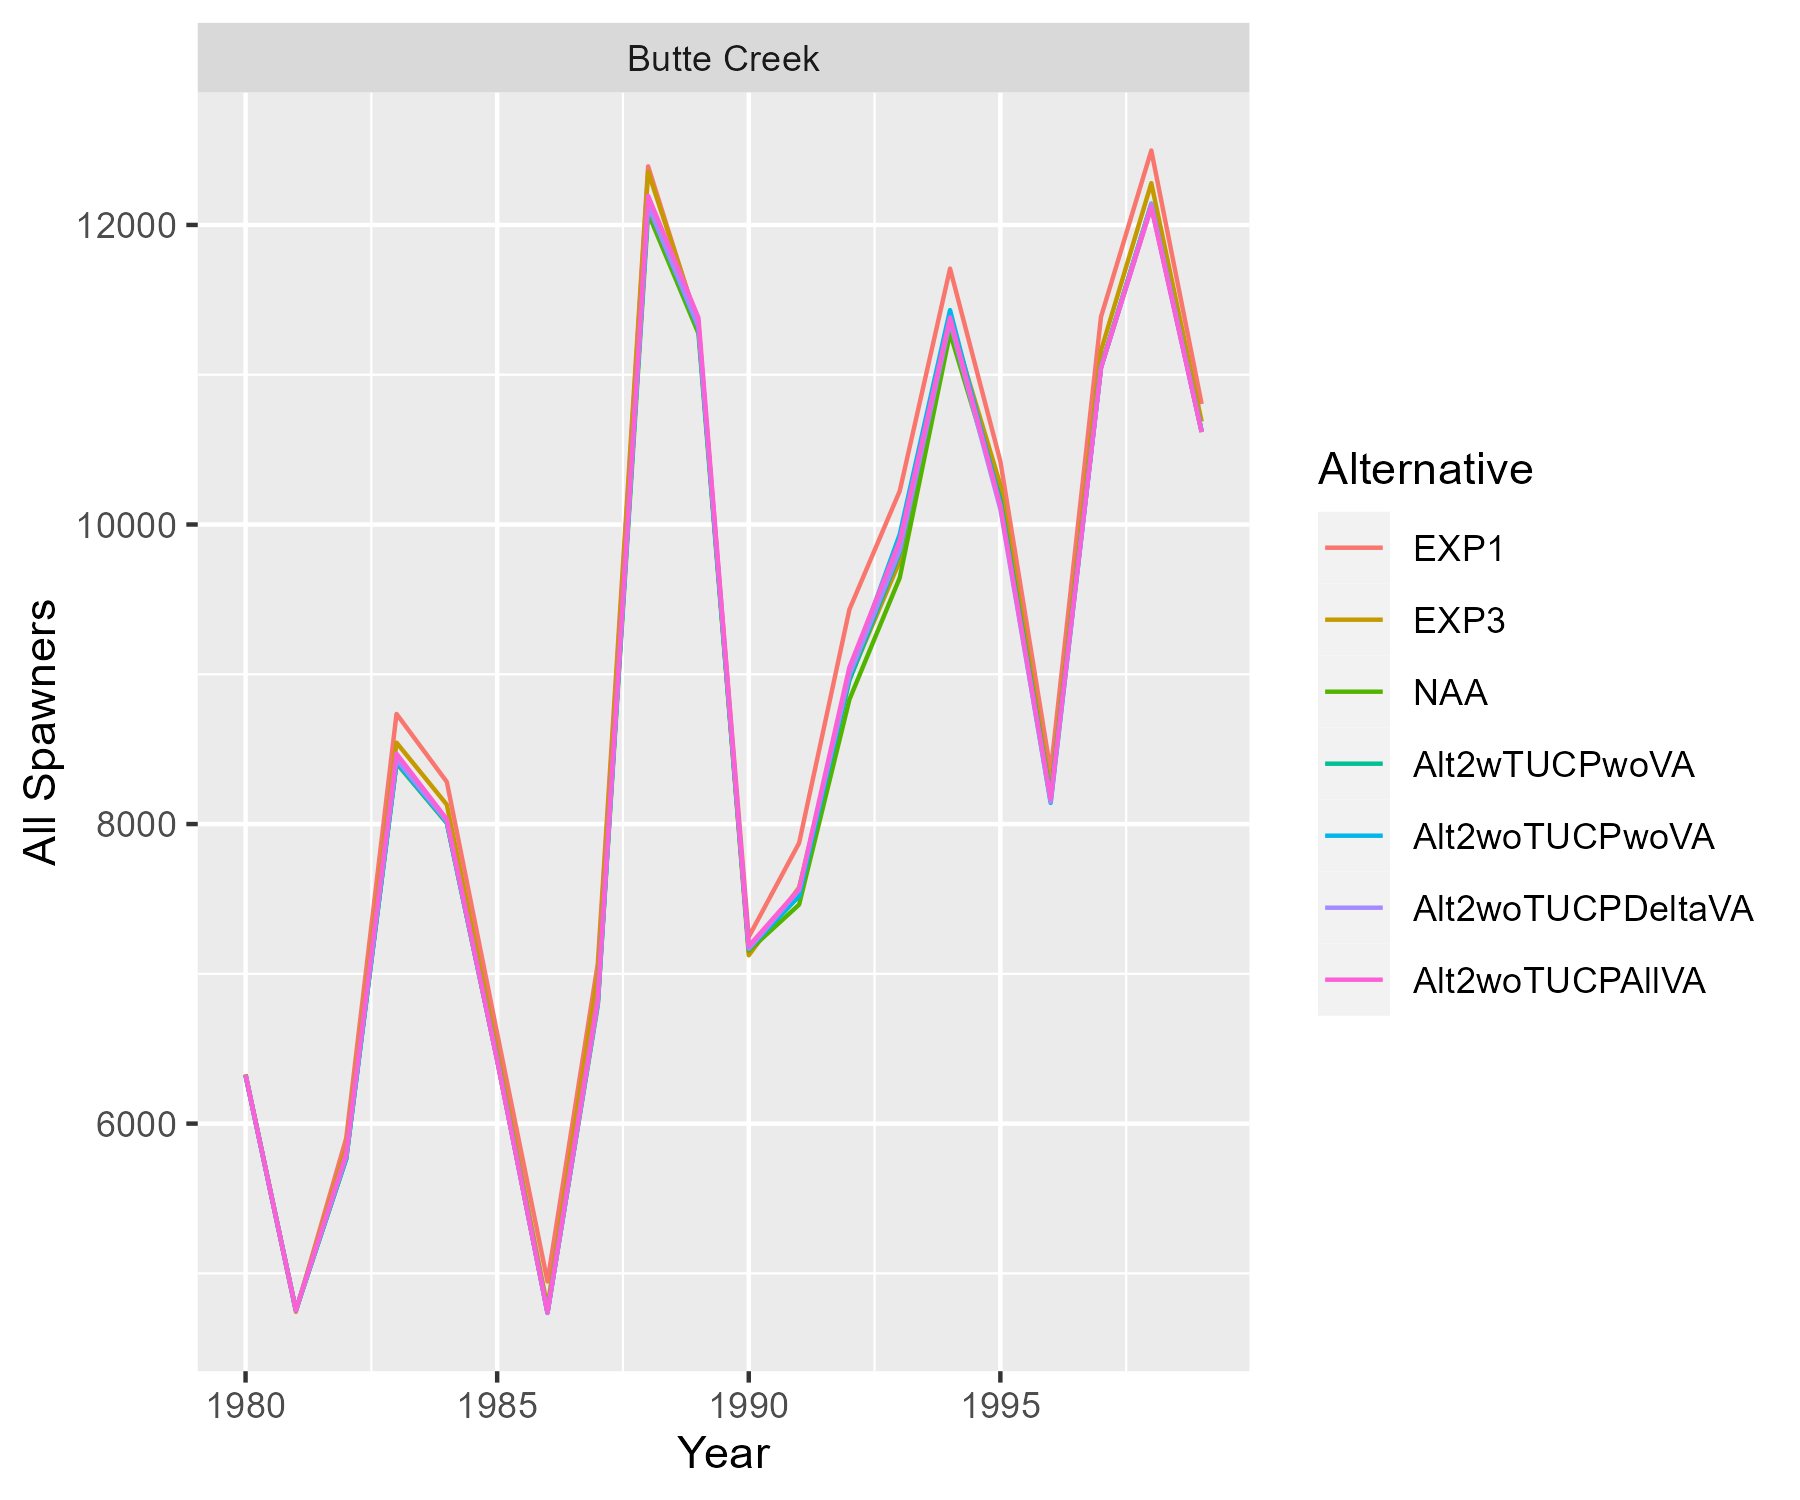 Butte Creek
12000
10000
8000
6000
All Spawners
1980
1985
1990
1995
Year
Alternative
EXP1
EXP3
NAA
Alt2wTUCPwoVA
Alt2woTUCPwoVA
Alt2woTUCPDeltaVA
Alt2woTUCPAllVA